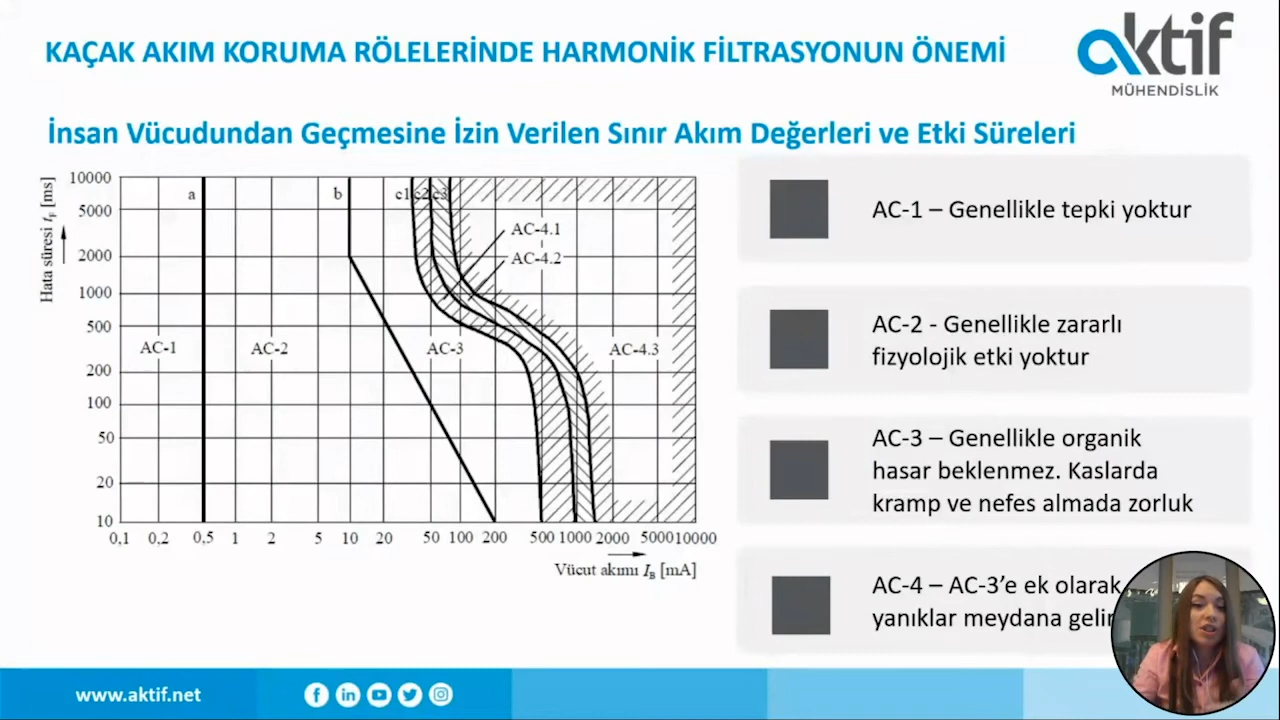 KAÇAK AKIM KORUMA RÖLELERİNDE HARMONİK FİLTRASYONUN ÖNEMİ
aktif
MÜHENDİSLİK
İnsan Vücudundan Geçmesine İzin Verilen Sınır Akım Değerleri ve Etki Süreleri
Hata süresi tF [ms]
10000
5000
2000
1000
500
200
100
50
20
10
a
b
c1
c2
c3
AC-4.1
AC-4.2
AC-1
AC-2
AC-3
AC-4.3
0,1 0,2 0,5 1 2 5 10 20 50 100 200 500 1000 2000 5000 10000
Vücut akımı IB [mA]
AC-1 – Genellikle tepki yoktur
AC-2 - Genellikle zararlı
fizyolojik etki yoktur
AC-3 – Genellikle organik
hasar beklenmez. Kaslarda
kramp ve nefes almada zorluk
AC-4 – AC-3’e ek olarak
yanıklar meydana gelir
www.aktif.net